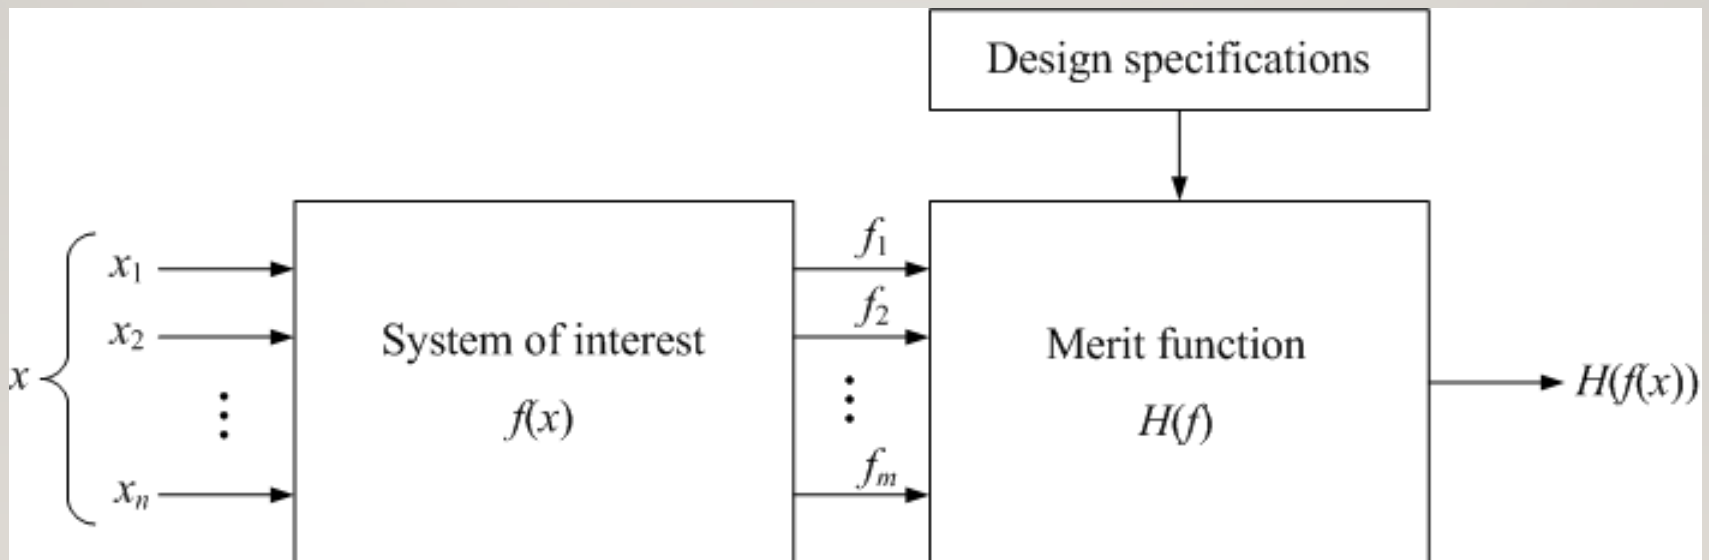 Design specifications
x
x₁
x₂
⋮
xₙ
System of interest
f(x)
f₁
f₂
⋮
fₘ
Merit function
H(f)
H(f(x))